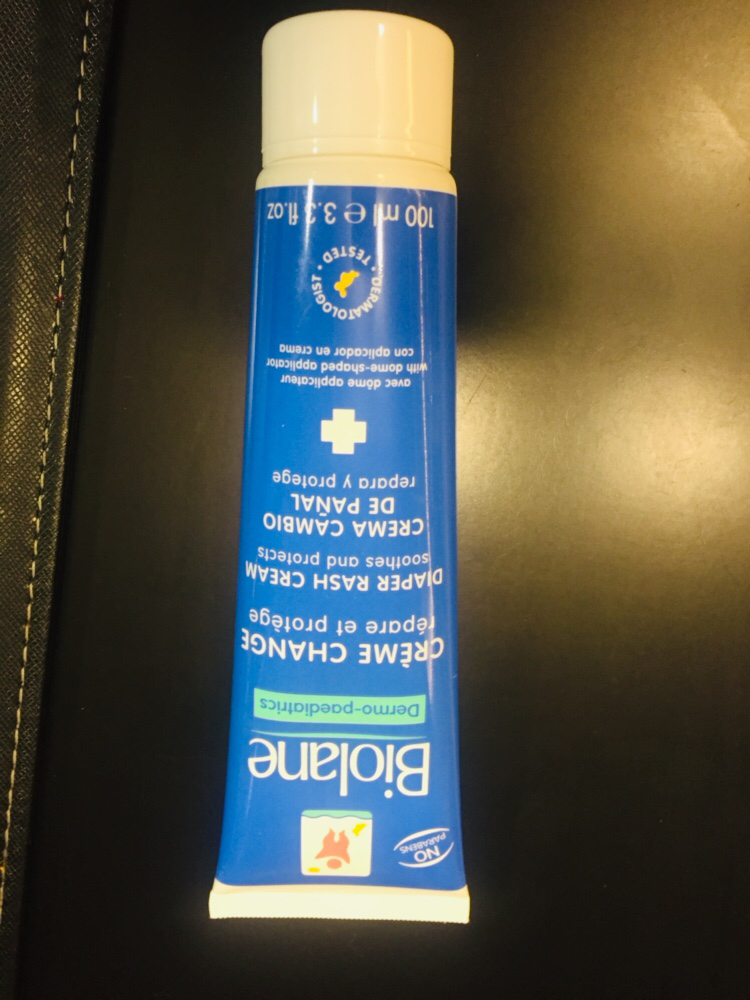 NO
PARABENS
Biolane
Dermo-paediatrics
CRÈME CHANGE
répare et protège
DIAPER RASH CREAM
soothes and protects
CREMA CAMBIO
DE PAÑAL
repara y protege
avec dôme applicateur
with dome-shaped applicator
con aplicador en crema
DERMATOLOGIST • TESTED •
100 ml ℮ 3.3 fl.oz